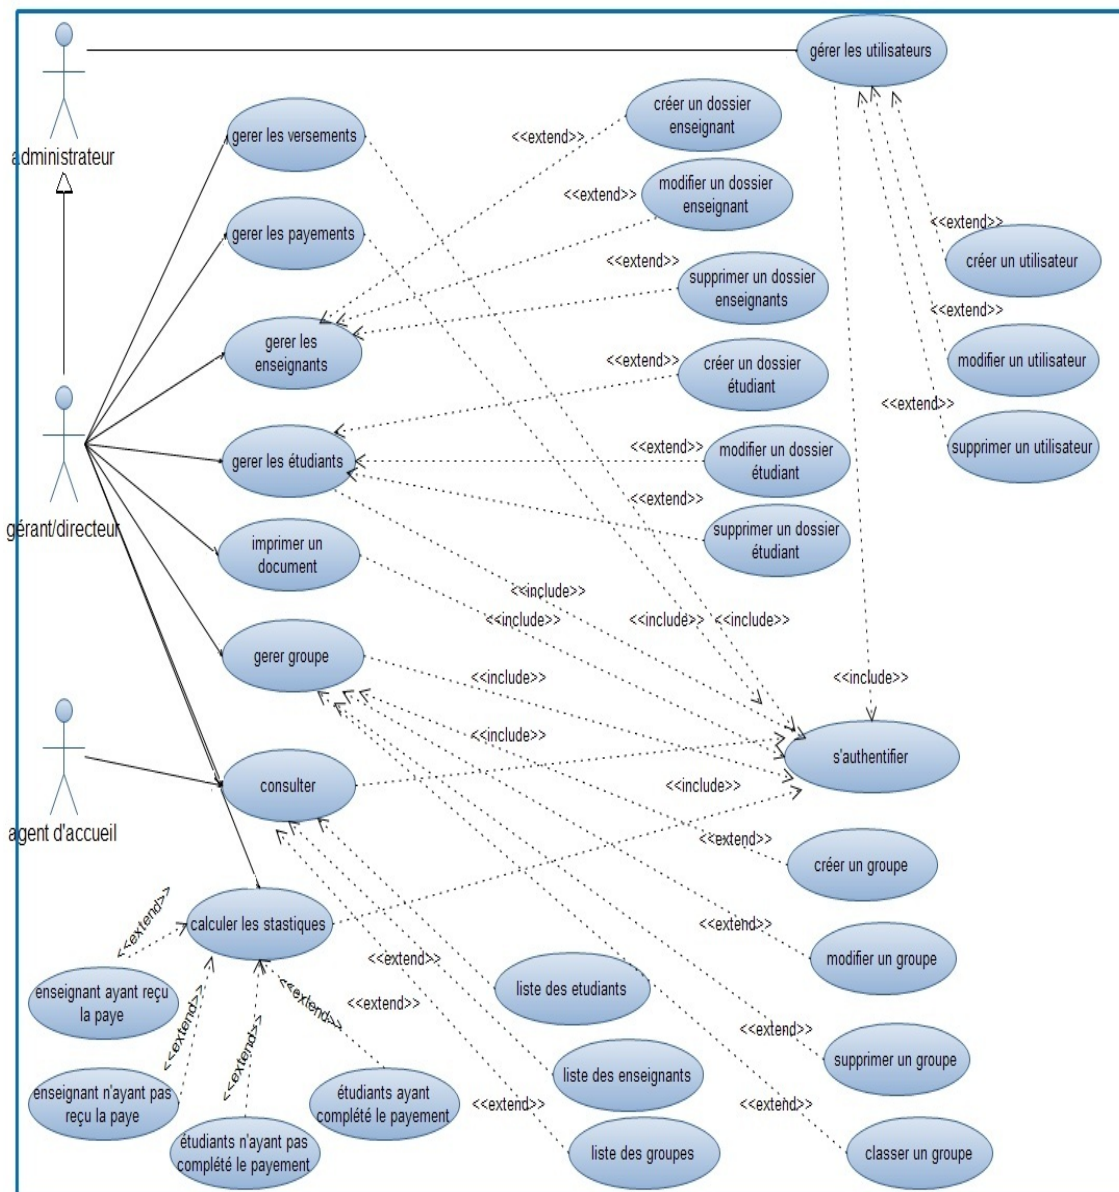 gérer les utilisateurs
administrateur
gerer les versements
créer un dossier
enseignant
<<extend>>
modifier un dossier
enseignant
<<extend>>
gerer les payements
<<extend>>
créer un utilisateur
supprimer un dossier
enseignants
<<extend>>
<<extend>>
modifier un utilisateur
gerer les
enseignants
créer un dossier
étudiant
<<extend>>
<<extend>>
supprimer un utilisateur
gerer les étudiants
modifier un dossier
étudiant
<<extend>>
gérant/directeur
<<extend>>
supprimer un dossier
étudiant
imprimer un
document
<<include>>
<<include>>
<<include>>
<<include>>
gerer groupe
<<include>>
<<include>>
<<include>>
s'authentifier
consulter
<<include>>
agent d'accueil
<<extend>>
créer un groupe
calculer les stastiques
<<extend>>
<<extend>>
modifier un groupe
<<extend>>
enseignant ayant reçu
la paye
<<extend>>
<<extend>>
liste des etudiants
<<extend>>
<<extend>>
<<extend>>
supprimer un groupe
enseignant n'ayant pas
reçu la paye
étudiants ayant
complété le payement
liste des enseignants
<<extend>>
<<extend>>
étudiants n'ayant pas
complété le payement
liste des groupes
classer un groupe